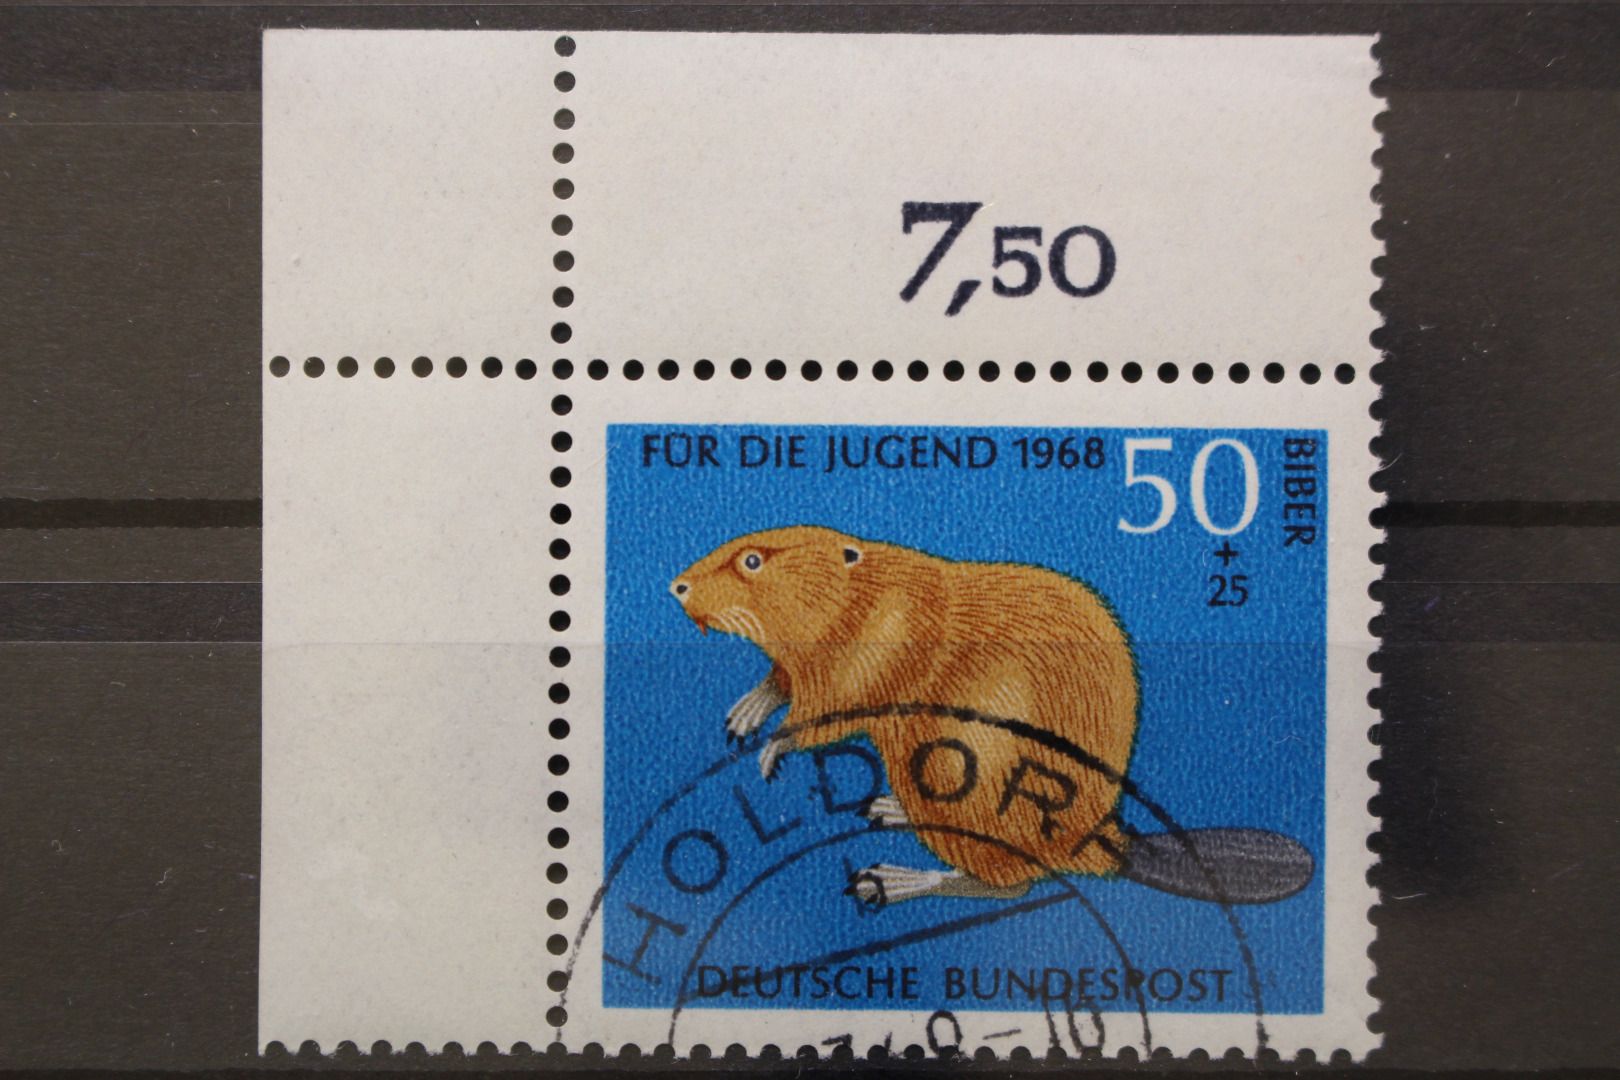 7,50
FÜR DIE JUGEND 1968
50
+
25
BIBER
HOLDORF
b
DEUTSCHE BUNDESPOST